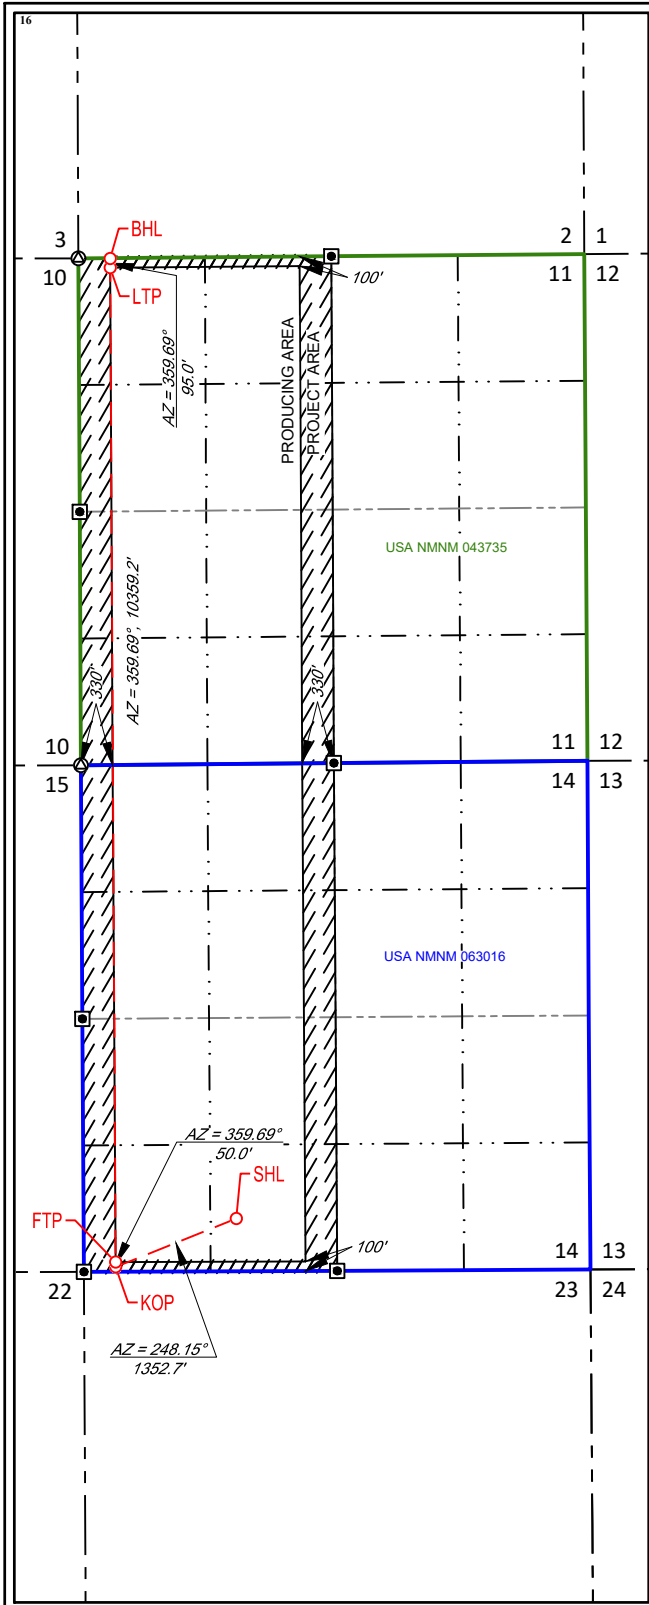 16
3
2
1
BHL
10
11
12
LTP
100'
AZ = 359.69°
95.0'
PRODUCING AREA
PROJECT AREA
USA NMNM 043735
AZ = 359.69°, 10359.2'
330'
330'
10
11
12
15
14
13
USA NMNM 063016
AZ = 359.69°
50.0'
SHL
FTP
100'
14
13
22
23
24
KOP
AZ = 248.15°
1352.7'